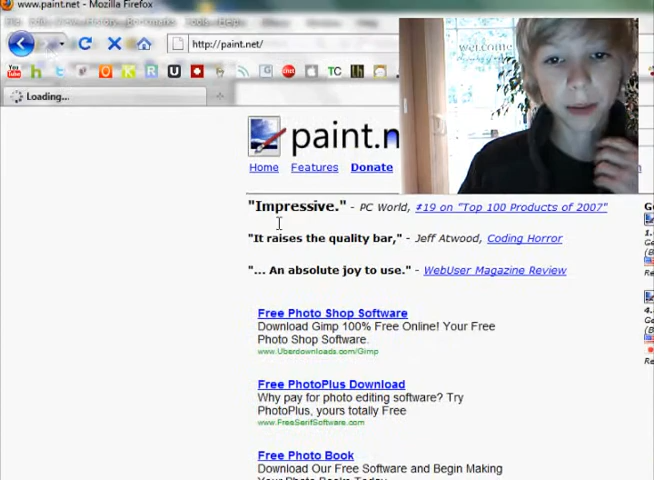 www.paint.net - Mozilla Firefox
http://paint.net/
You
Tube
Loading...
welcome
paint.n
Home Features Donate
"Impressive." - PC World, #19 on "Top 100 Products of 2007"
"It raises the quality bar," - Jeff Atwood, Coding Horror
"... An absolute joy to use." - WebUser Magazine Review
Free Photo Shop Software
Download Gimp 100% Free Online! Your Free
Photo Shop Software.
www.Uberdownloads.com/Gimp
Free PhotoPlus Download
Why pay for photo editing software? Try
PhotoPlus, yours totally Free
www.FreeSerifSoftware.com
Free Photo Book
Download Our Free Software and Begin Making